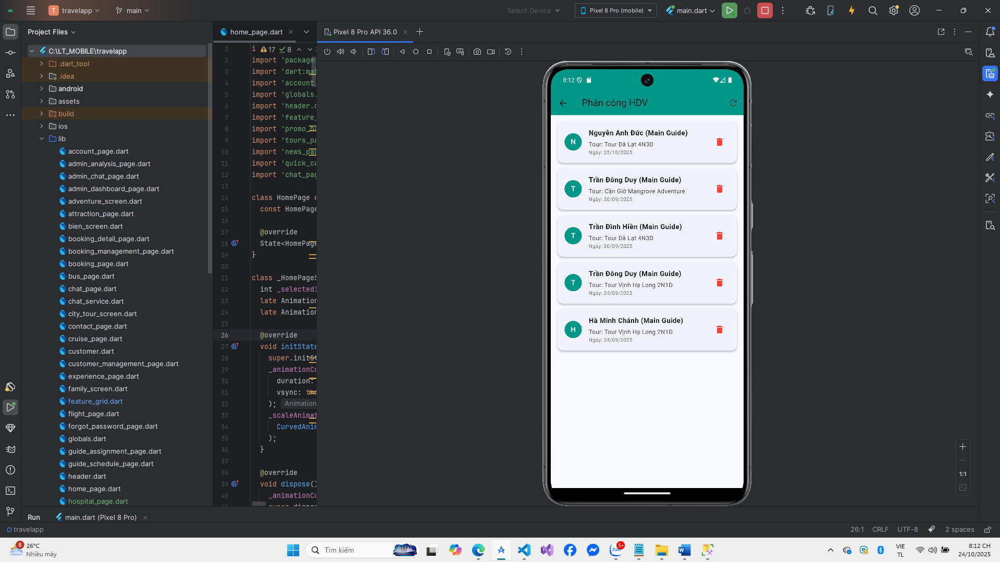 T travelapp
main
Select Device
Pixel 8 Pro (mobile)
main.dart
Project Files
home_page.dart
Pixel 8 Pro API 36.0
C:\LT_MOBILE\travelapp
.dart_tool
.idea
android
assets
build
ios
lib
account_page.dart
admin_analysis_page.dart
admin_chat_page.dart
admin_dashboard_page.dart
adventure_screen.dart
attraction_page.dart
bien_screen.dart
booking_detail_page.dart
booking_management_page.dart
booking_page.dart
bus_page.dart
chat_page.dart
chat_service.dart
city_tour_screen.dart
contact_page.dart
cruise_page.dart
customer.dart
customer_management_page.dart
experience_page.dart
family_screen.dart
feature_grid.dart
flight_page.dart
forgot_password_page.dart
globals.dart
guide_assignment_page.dart
guide_schedule_page.dart
header.dart
home_page.dart
hospital_page.dart
1 i 17 8
2 import 'package:
3 import 'dart:mat
4 import 'account_
5 import 'globals.
6 import 'header.d
7 import 'feature_
8 import 'promo_ba
9 import 'tours_pa
10 import 'news_pag
11 import 'quick_ca
12 import 'chat_pag
13
14 class HomePage e
15 const HomePage
16
17 @override
18 State<HomePage
19 }
20
21 class _HomePageS
22 int _selectedI
23 late Animation
24 late Animation
25
26 @override
27 void initState
28 super.initSt
29 _animationCo
30 duration:
31 vsync: thi
32 ); Animation
33 _scaleAnimat
34 CurvedAnim
35 );
36 }
37
38 @override
39 void dispose()
40 _animationCo
8:12
Phân công HDV
N
Nguyễn Anh Đức (Main Guide)
Tour: Tour Đà Lạt 4N3Đ
Ngày: 25/10/2025
T
Trần Đông Duy (Main Guide)
Tour: Cần Giờ Mangrove Adventure
Ngày: 30/09/2025
T
Trần Đình Hiền (Main Guide)
Tour: Tour Đà Lạt 4N3Đ
Ngày: 30/09/2025
T
Trần Đông Duy (Main Guide)
Tour: Tour Vịnh Hạ Long 2N1Đ
Ngày: 24/09/2025
H
Hà Minh Chánh (Main Guide)
Tour: Tour Vịnh Hạ Long 2N1Đ
Ngày: 24/09/2025
1:1
Run
main.dart (Pixel 8 Pro)
travelapp
26:1 CRLF UTF-8 2 spaces
8
26°C
Nhiều mây
Tìm kiếm
Zalo
5+
VIE
TL
8:12 CH
24/10/2025